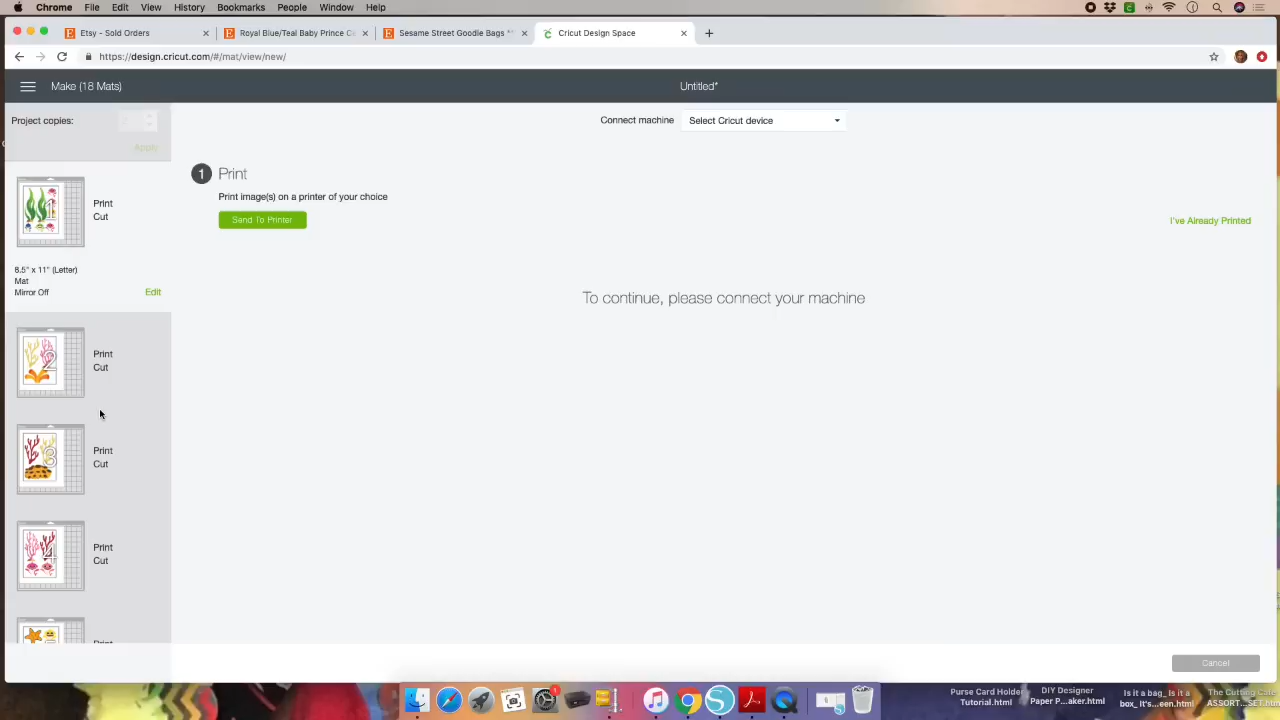 Chrome File Edit View History Bookmarks People Window Help
Etsy - Sold Orders
Royal Blue/Teal Baby Prince C
Sesame Street Goodie Bags
Cricut Design Space
https://design.cricut.com/#/mat/view/new/
Make (18 Mats)
Untitled*
Project copies:
Apply
Connect machine
Select Cricut device
1 Print
Print image(s) on a printer of your choice
Send To Printer
I've Already Printed
To continue, please connect your machine
1
Print
Cut
8.5" x 11" (Letter)
Mat
Mirror Off
Edit
2
Print
Cut
3
Print
Cut
4
Print
Cut
Cancel
1
Purse Card Holder
Tutorial.html
DIY Designer
Paper P...aker.html
Is it a bag_ Is it a
box_ It's...een.html
The Cutting Cafe